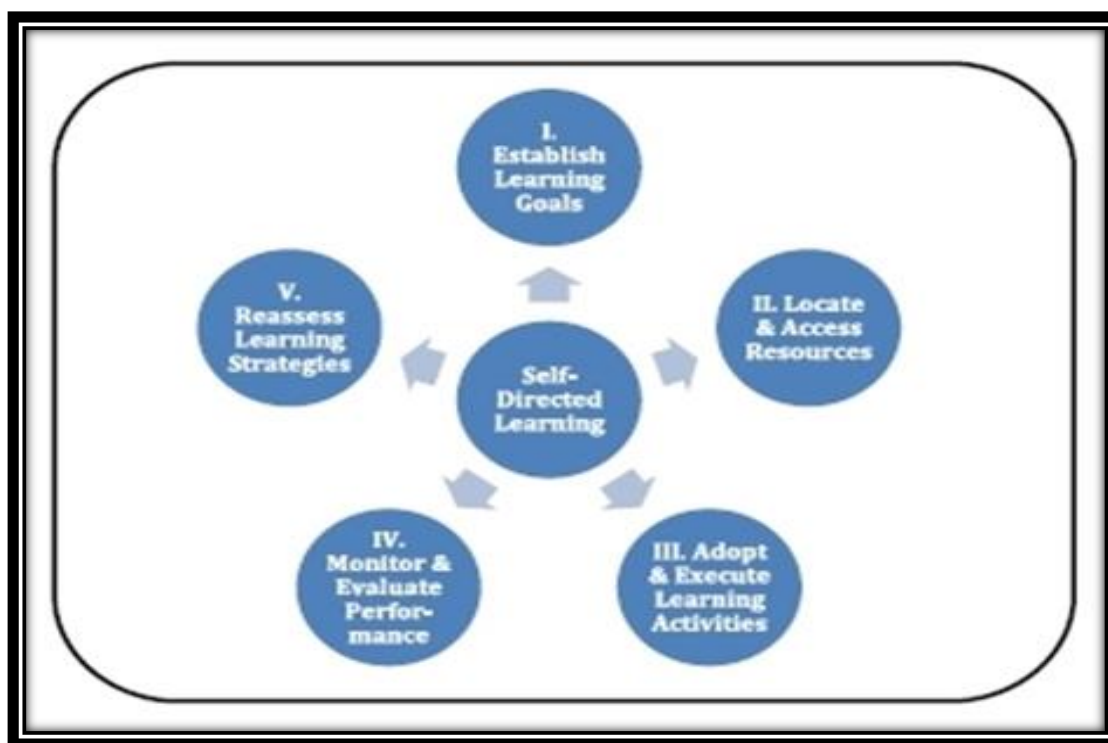 I.
Establish
Learning
Goals
II. Locate
& Access
Resources
III. Adopt
& Execute
Learning
Activities
IV.
Monitor &
Evaluate
Perfor-
mance
V.
Reassess
Learning
Strategies
Self-
Directed
Learning